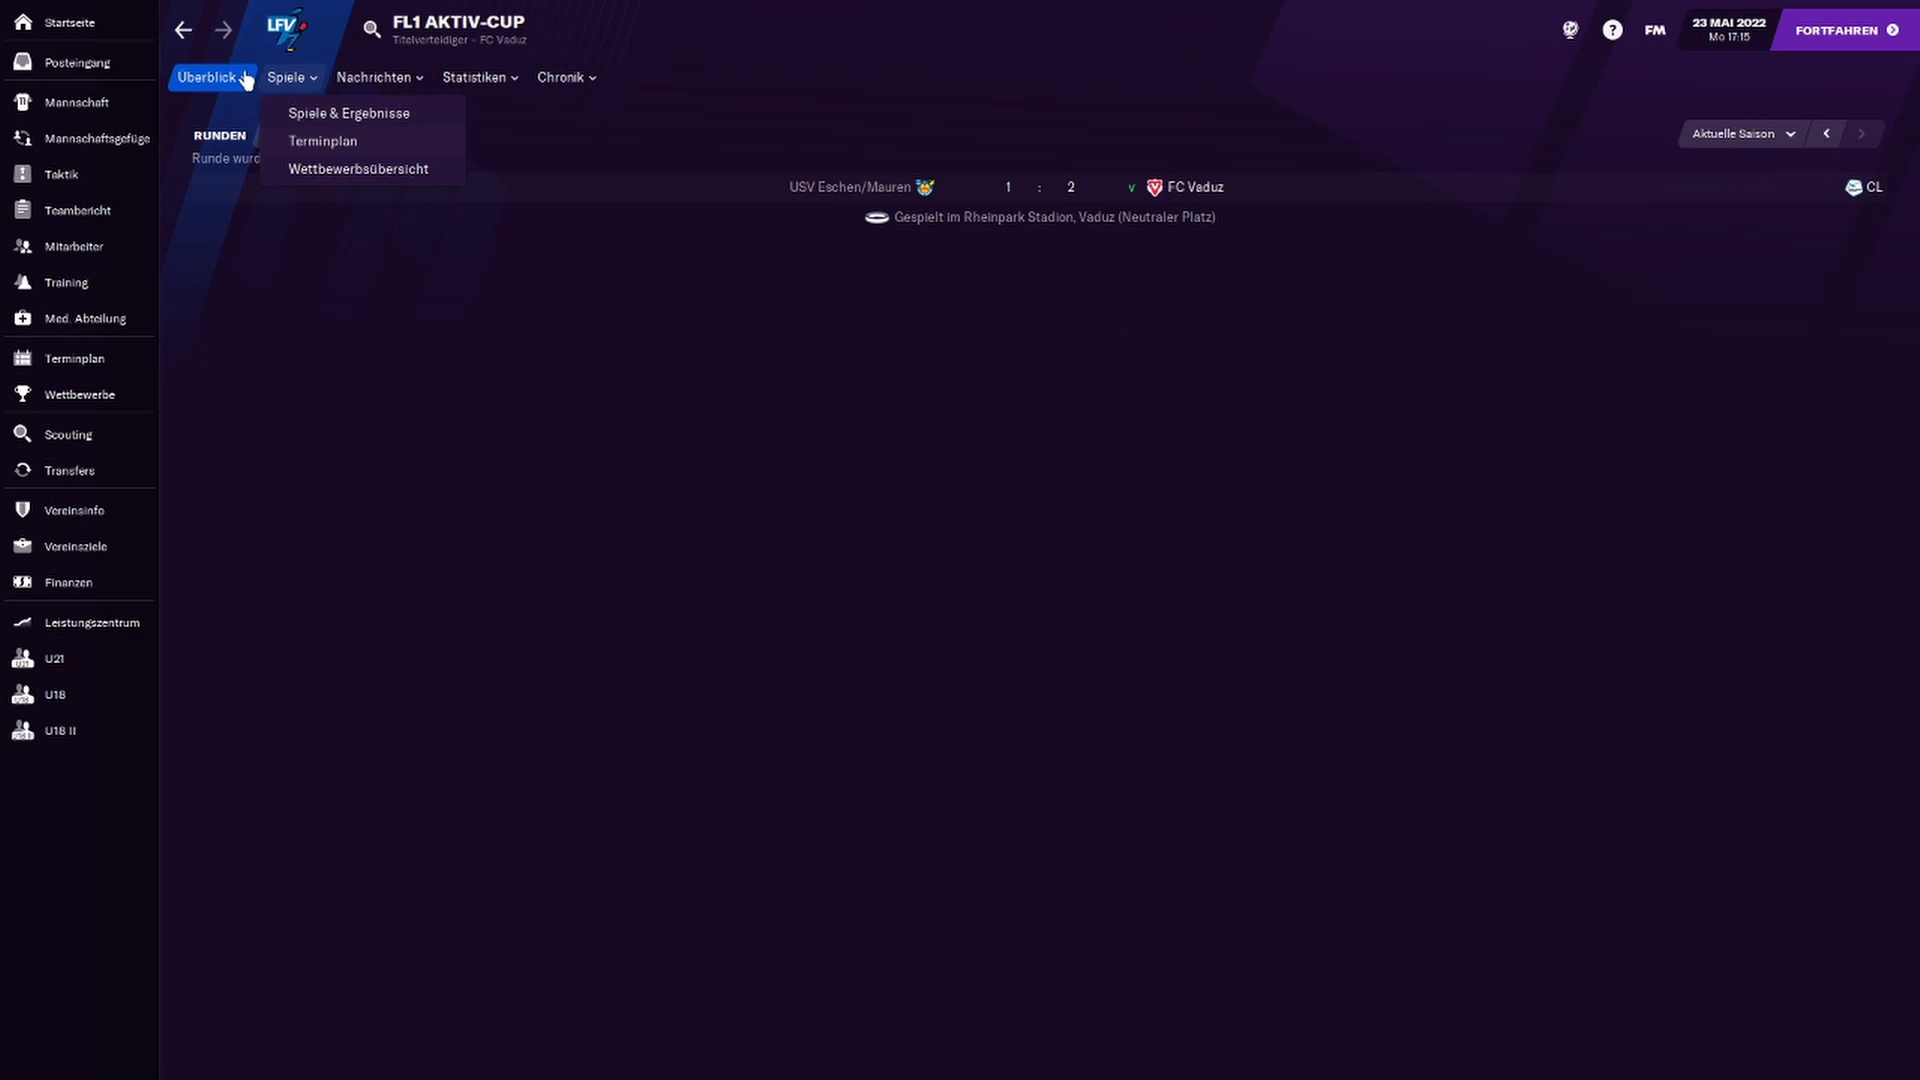 Startseite
Posteingang
Mannschaft
Mannschaftsgefüge
Taktik
Teambericht
Mitarbeiter
Training
Med. Abteilung
Terminplan
Wettbewerbe
Scouting
Transfers
Vereinsinfo
Vereinsziele
Finanzen
Leistungszentrum
U21
U18
U18 II
LFV
FL1 AKTIV-CUP
Titelverteidiger - FC Vaduz
FM
23 MAI 2022
Mo 17:15
FORTFAHREN
Überblick Spiele Nachrichten Statistiken Chronik
Spiele & Ergebnisse
Terminplan
Wettbewerbsübersicht
RUNDEN
Runde wurd
Aktuelle Saison
USV Eschen/Mauren 1 : 2 v FC Vaduz CL
Gespielt im Rheinpark Stadion, Vaduz (Neutraler Platz)